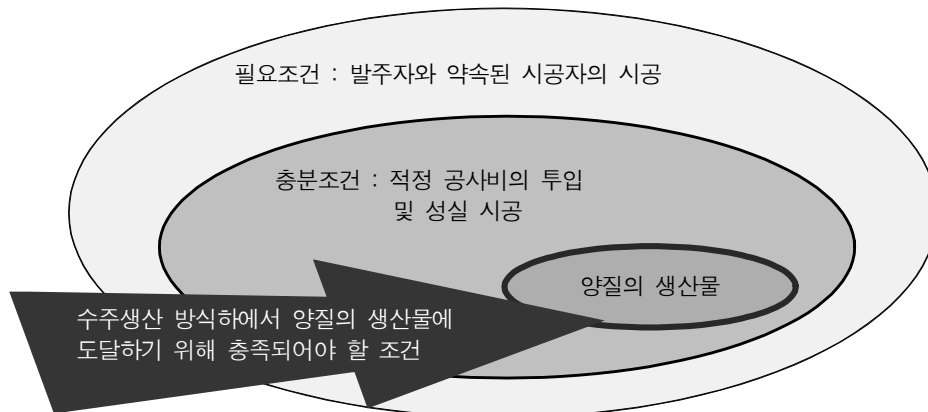 필요조건 : 발주자와 약속된 시공자의 시공
충분조건 : 적정 공사비의 투입
및 성실 시공
양질의 생산물
수주생산 방식하에서 양질의 생산물에
도달하기 위해 충족되어야 할 조건